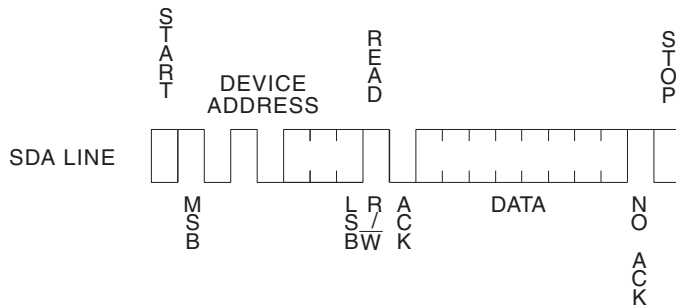 START
DEVICE
ADDRESS
READ
STOP
SDA LINE
MSB
LSB
R/W
ACK
DATA
NO ACK